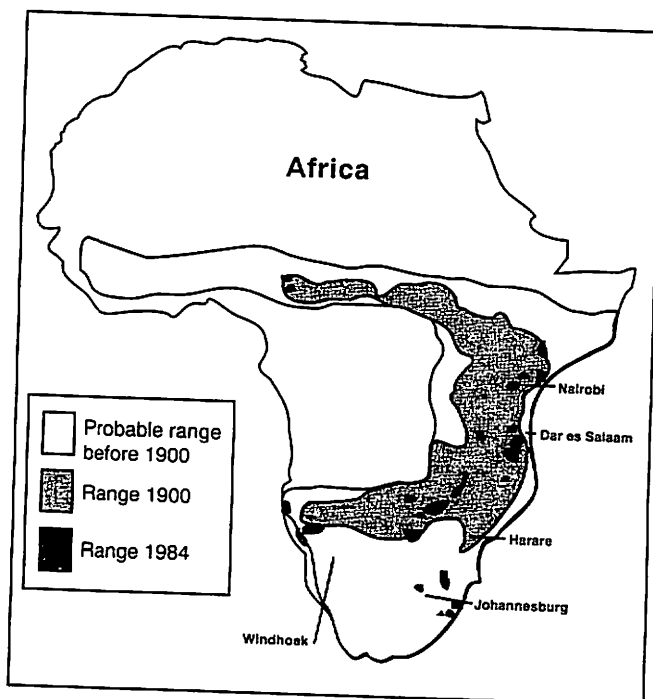 Africa
Nairobi
Dar es Salaam
Harare
Johannesburg
Windhoek
Probable range
before 1900
Range 1900
Range 1984